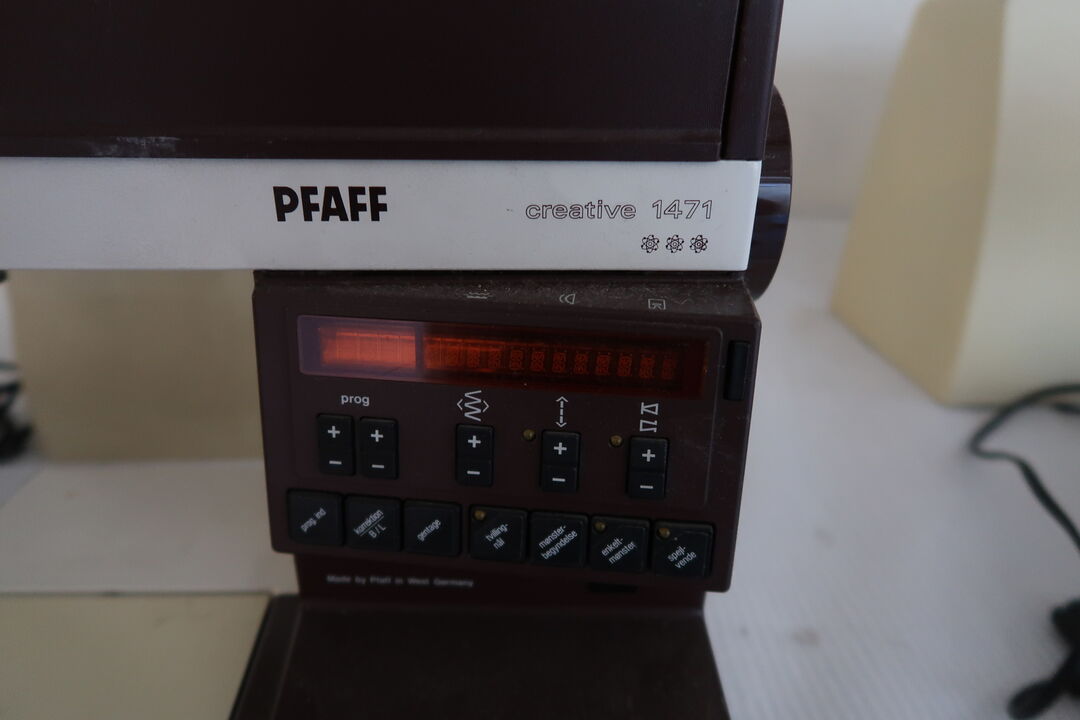 PFAFF
creative 1471
prog
+ + + + +
− − − − −
prog. ind
korrektion
B/L
gentage
tvilling-
nål
mønster-
begyndelse
enkelt-
mønster
spejl-
vende
Made by Pfaff in West Germany